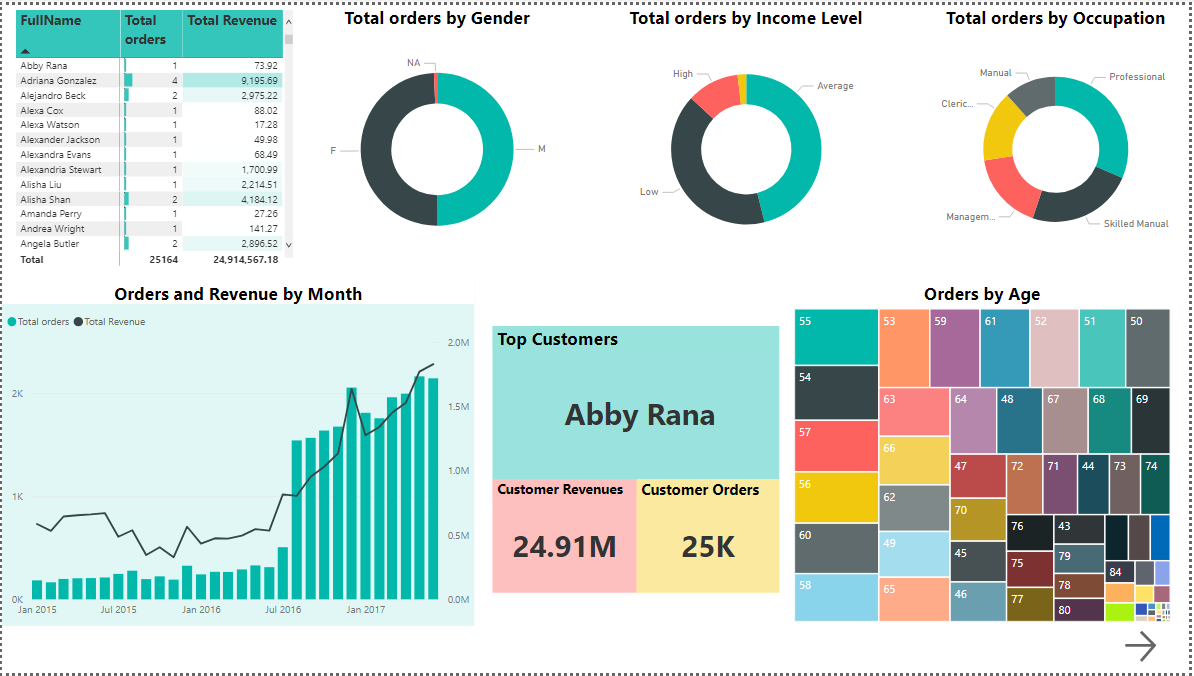 FullName Total orders Total Revenue
Abby Rana 1 73.92
Adriana Gonzalez 4 9,195.69
Alejandro Beck 2 2,975.22
Alexa Cox 1 88.02
Alexa Watson 1 17.28
Alexander Jackson 1 49.98
Alexandra Evans 1 68.49
Alexandria Stewart 1 1,700.99
Alisha Liu 1 2,214.51
Alisha Shan 2 4,184.12
Amanda Perry 1 27.26
Andrea Wright 1 141.27
Angela Butler 2 2,896.52
Total 25164 24,914,567.18
Total orders by Gender
NA
F
M
Total orders by Income Level
High
Average
Low
Total orders by Occupation
Manual
Professional
Cleric...
Managem...
Skilled Manual
Orders and Revenue by Month
Total orders Total Revenue
2.0M
2K
1.5M
1.0M
1K
0.5M
0K
0.0M
Jan 2015 Jul 2015 Jan 2016 Jul 2016 Jan 2017
Top Customers
Abby Rana
Customer Revenues
24.91M
Customer Orders
25K
Orders by Age
55 53 59 61 52 51 50
54
63 64 48 67 68 69
57
66
47 72 71 44 73 74
56
62
70
76 43
60
49
45
79
75
84
58
65
46
78
77
80